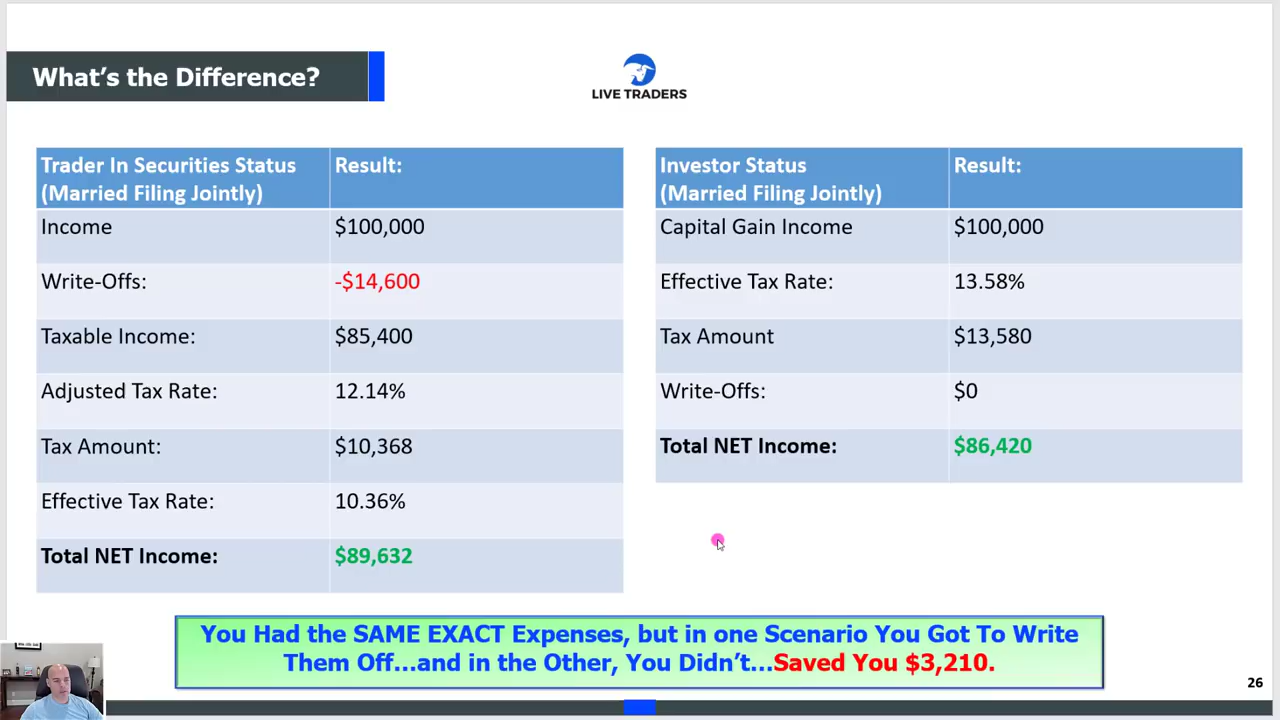 What's the Difference?
LIVE TRADERS
Trader In Securities Status
(Married Filing Jointly)
Result:
Income
$100,000
Write-Offs:
-$14,600
Taxable Income:
$85,400
Adjusted Tax Rate:
12.14%
Tax Amount:
$10,368
Effective Tax Rate:
10.36%
Total NET Income:
$89,632
Investor Status
(Married Filing Jointly)
Result:
Capital Gain Income
$100,000
Effective Tax Rate:
13.58%
Tax Amount
$13,580
Write-Offs:
$0
Total NET Income:
$86,420
You Had the SAME EXACT Expenses, but in one Scenario You Got To Write
Them Off...and in the Other, You Didn't...Saved You $3,210.
26